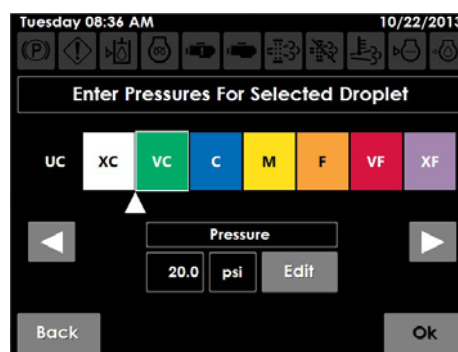 Tuesday 08:36 AM 10/22/2013
(P)
Enter Pressures For Selected Droplet
UC XC VC C M F VF XF
Pressure
20.0 psi Edit
Back Ok